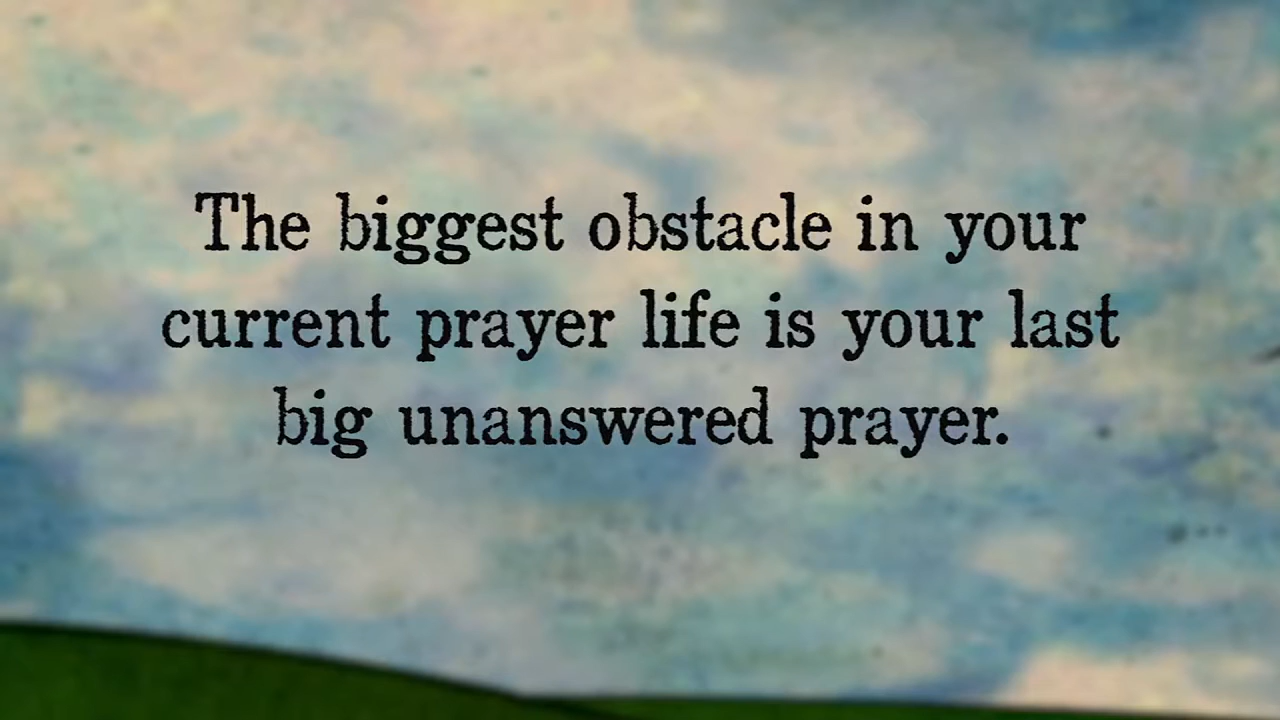 The biggest obstacle in your
current prayer life is your last
big unanswered prayer.